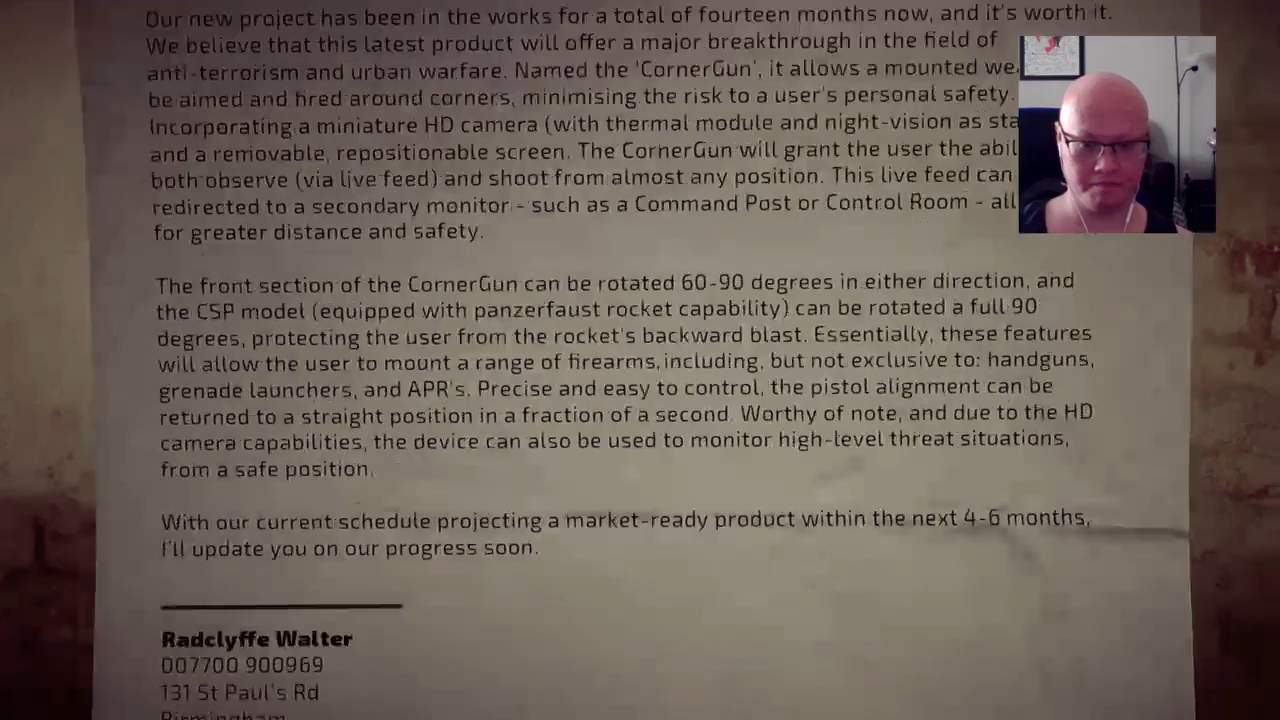 Our new project has been in the works for a total of fourteen months now, and it's worth it.
We believe that this latest product will offer a major breakthrough in the field of
anti-terrorism and urban warfare. Named the 'CornerGun', it allows a mounted
be aimed and fired around corners, minimising the risk to a user's personal safety.
Incorporating a miniature HD camera (with thermal module and night-vision as
and a removable, repositionable screen. The CornerGun will grant the user the
both observe (via live feed) and shoot from almost any position. This live feed can
redirected to a secondary monitor - such as a Command Post or Control Room -
for greater distance and safety.
The front section of the CornerGun can be rotated 60-90 degrees in either direction, and
the CSP model (equipped with panzerfaust rocket capability) can be rotated a full 90
degrees, protecting the user from the rocket's backward blast. Essentially, these features
will allow the user to mount a range of firearms, including, but not exclusive to: handguns,
grenade launchers, and APR's. Precise and easy to control, the pistol alignment can be
returned to a straight position in a fraction of a second. Worthy of note, and due to the HD
camera capabilities, the device can also be used to monitor high-level threat situations,
from a safe position.
With our current schedule projecting a market-ready product within the next 4-6 months,
I'll update you on our progress soon.
Radclyffe Walter
007700 900969
131 St Paul's Rd
Birmingham